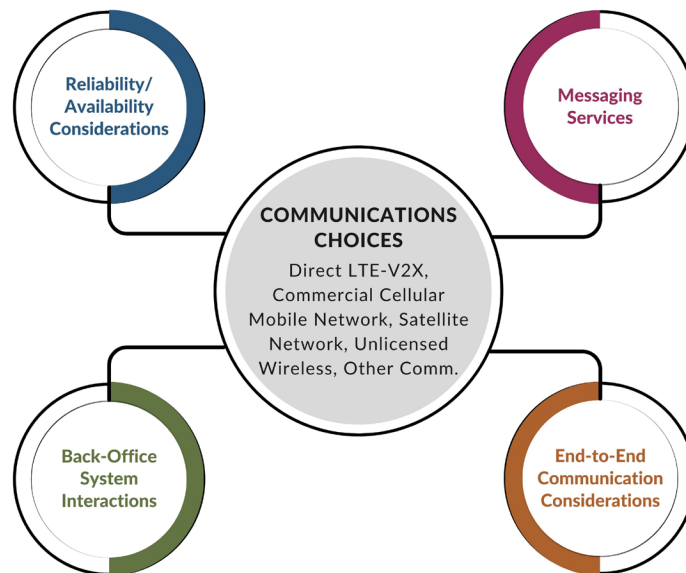 Reliability/
Availability
Considerations
Messaging
Services
COMMUNICATIONS
CHOICES
Direct LTE-V2X,
Commercial Cellular
Mobile Network, Satellite
Network, Unlicensed
Wireless, Other Comm.
Back-Office
System
Interactions
End-to-End
Communication
Considerations